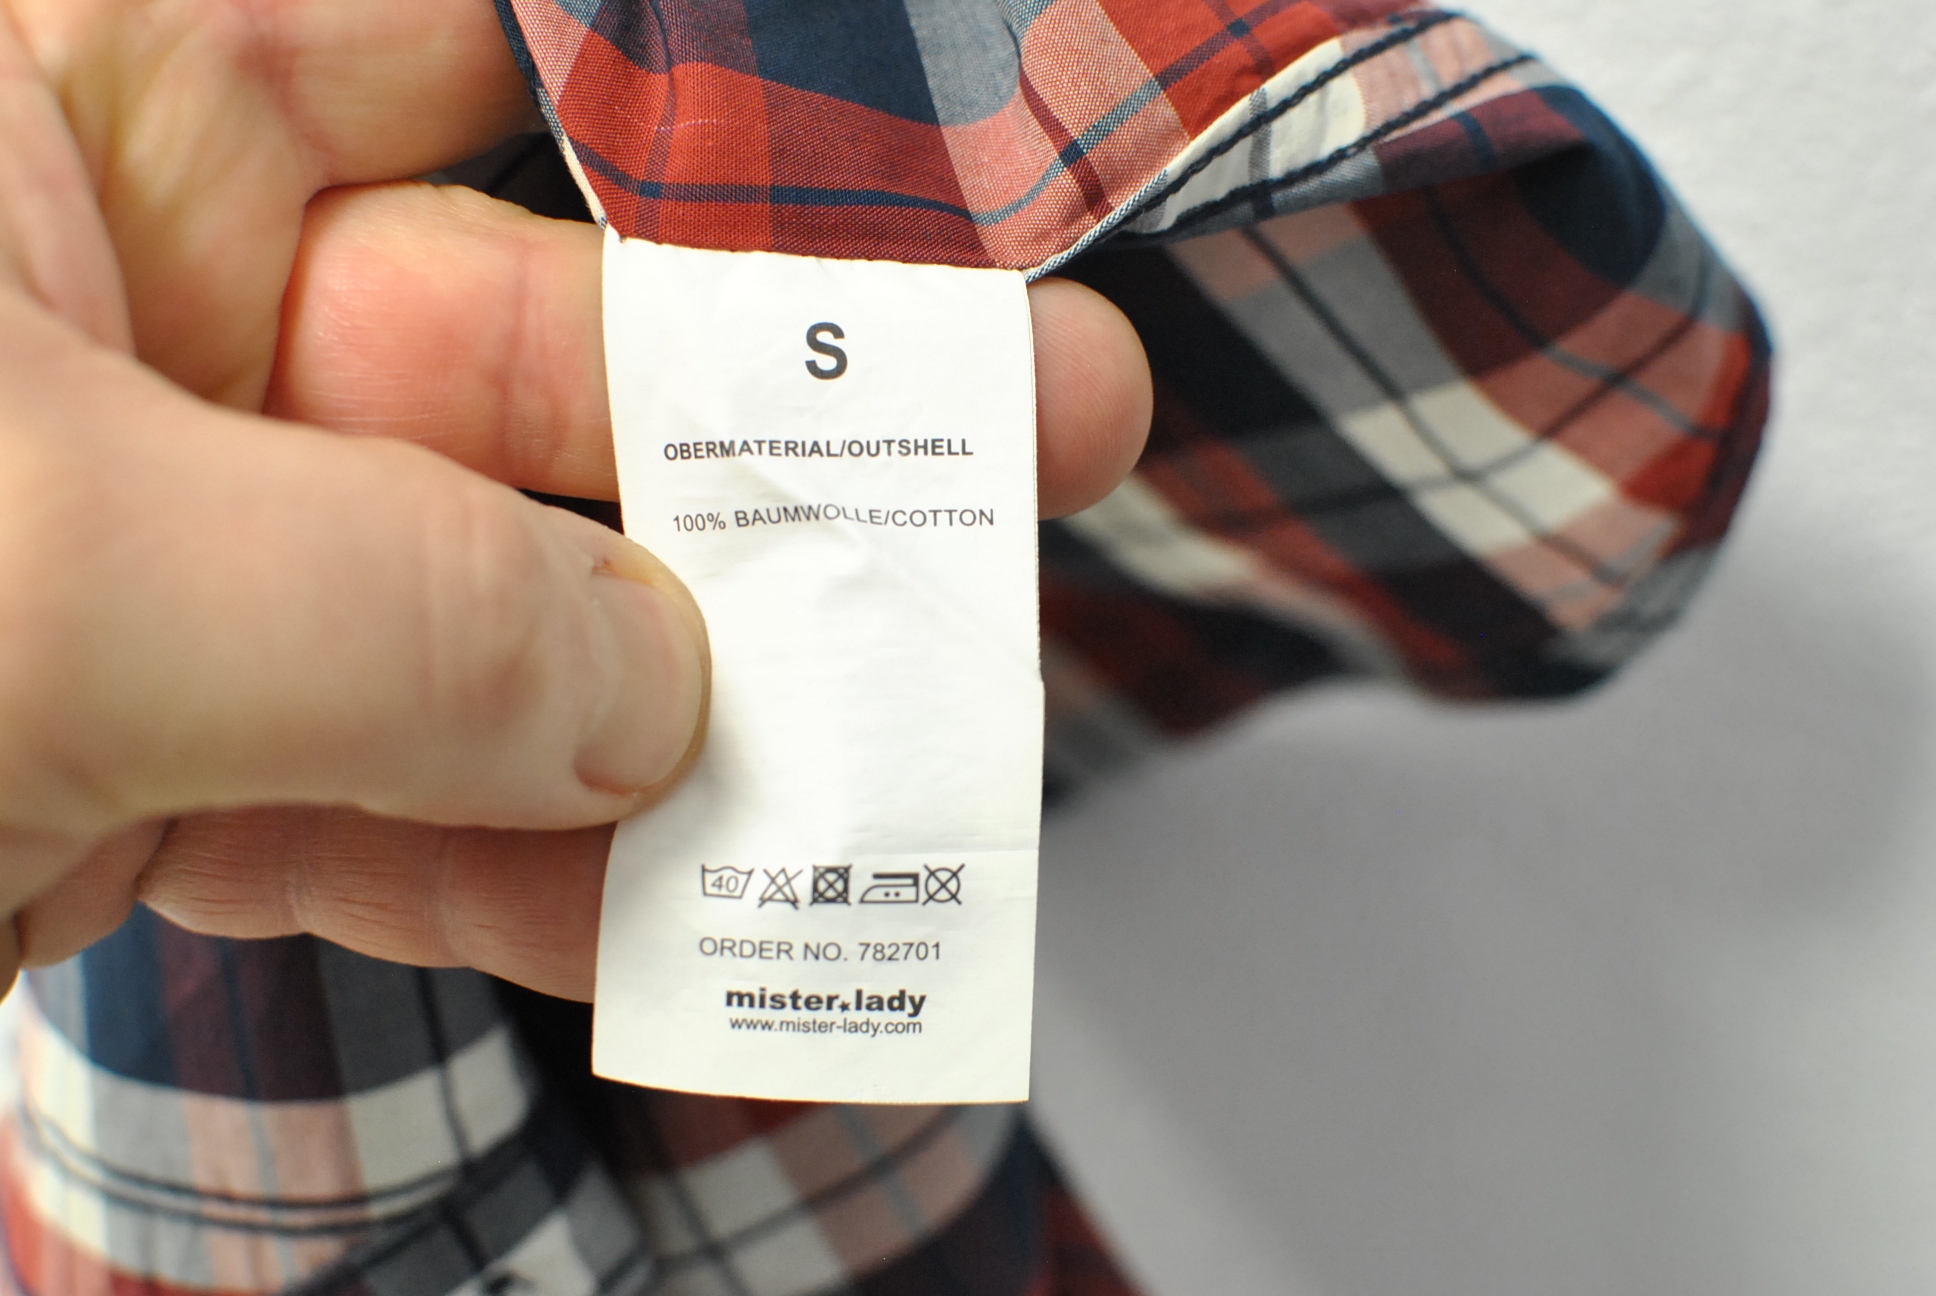 S
OBERMATERIAL/OUTSHELL
100% BAUMWOLLE/COTTON
40
ORDER NO. 782701
mister★lady
www.mister-lady.com